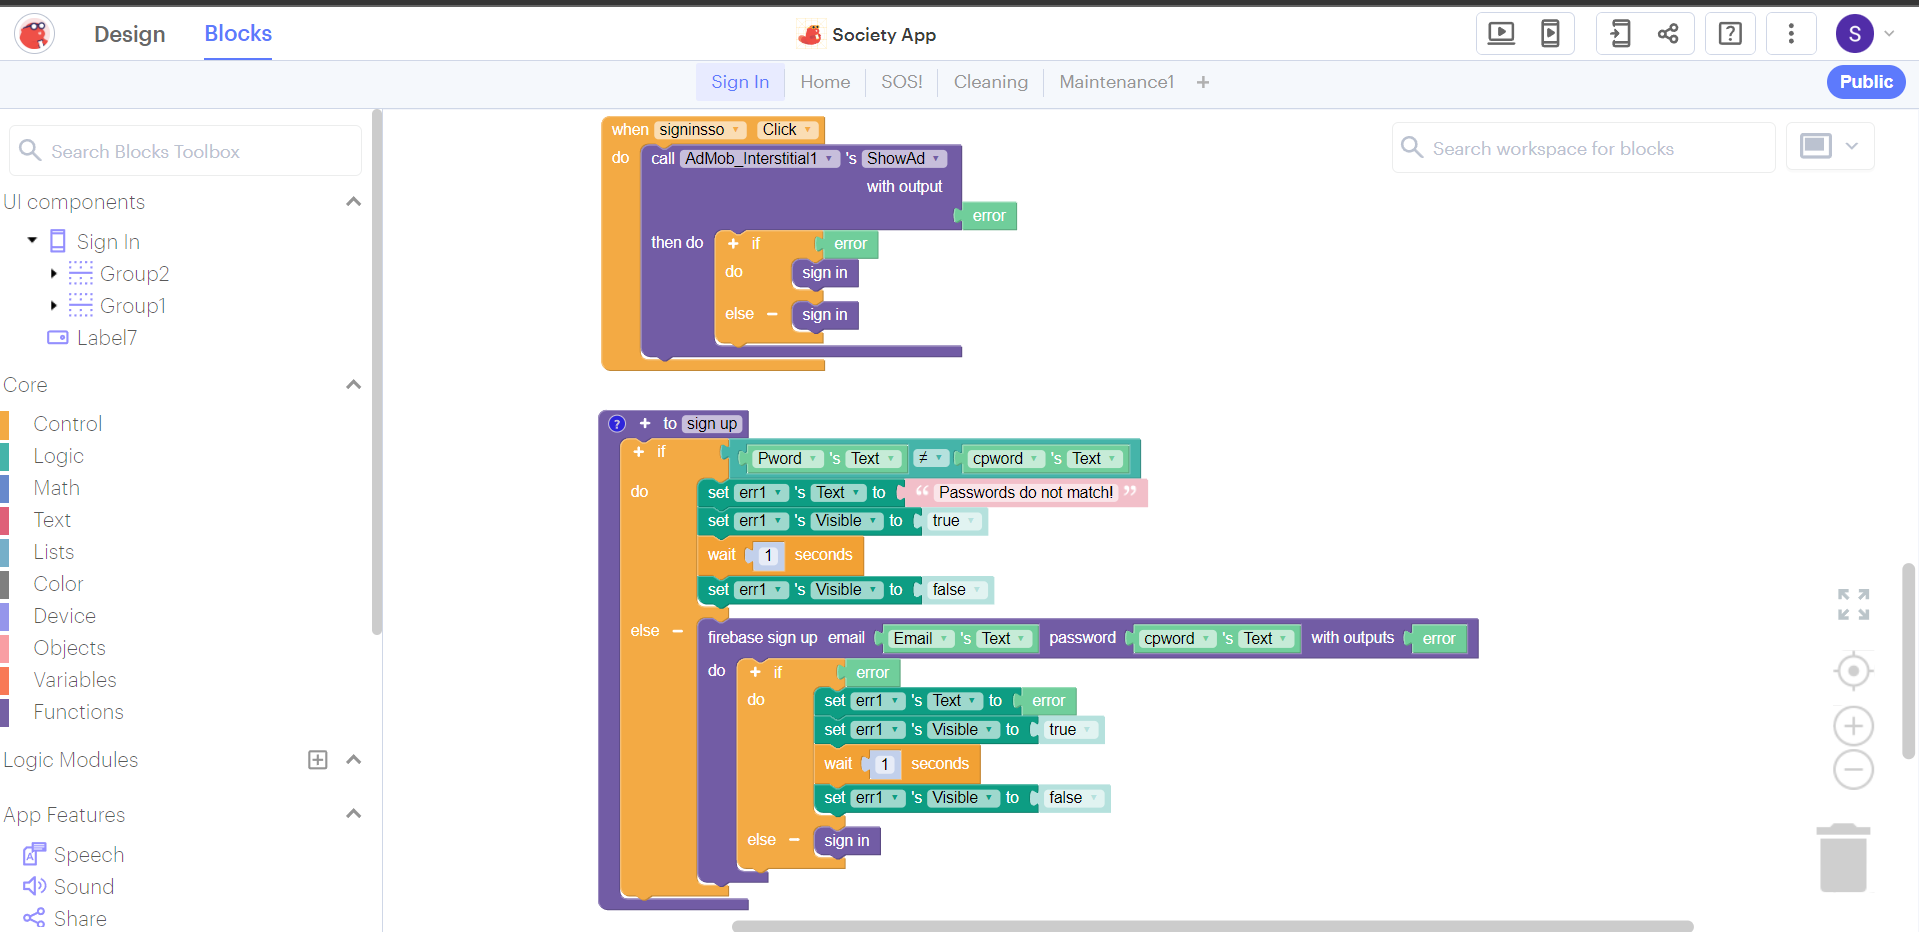 Design
Blocks
Society App
?
S
Sign In
Home
SOS!
Cleaning
Maintenance1
+
Public
Search Blocks Toolbox
UI components
Sign In
Group2
Group1
Label7
Core
Control
Logic
Math
Text
Lists
Color
Device
Objects
Variables
Functions
Logic Modules
App Features
Speech
Sound
Share
Search workspace for blocks
when signinsso Click
do call AdMob_Interstitial1 's ShowAd
with output
error
then do + if error
do sign in
else − sign in
? + to sign up
+ if Pword 's Text ≠ cpword 's Text
do set err1 's Text to “ Passwords do not match! ”
set err1 's Visible to true
wait 1 seconds
set err1 's Visible to false
else − firebase sign up email Email 's Text password cpword 's Text with outputs error
do + if error
do set err1 's Text to error
set err1 's Visible to true
wait 1 seconds
set err1 's Visible to false
else − sign in